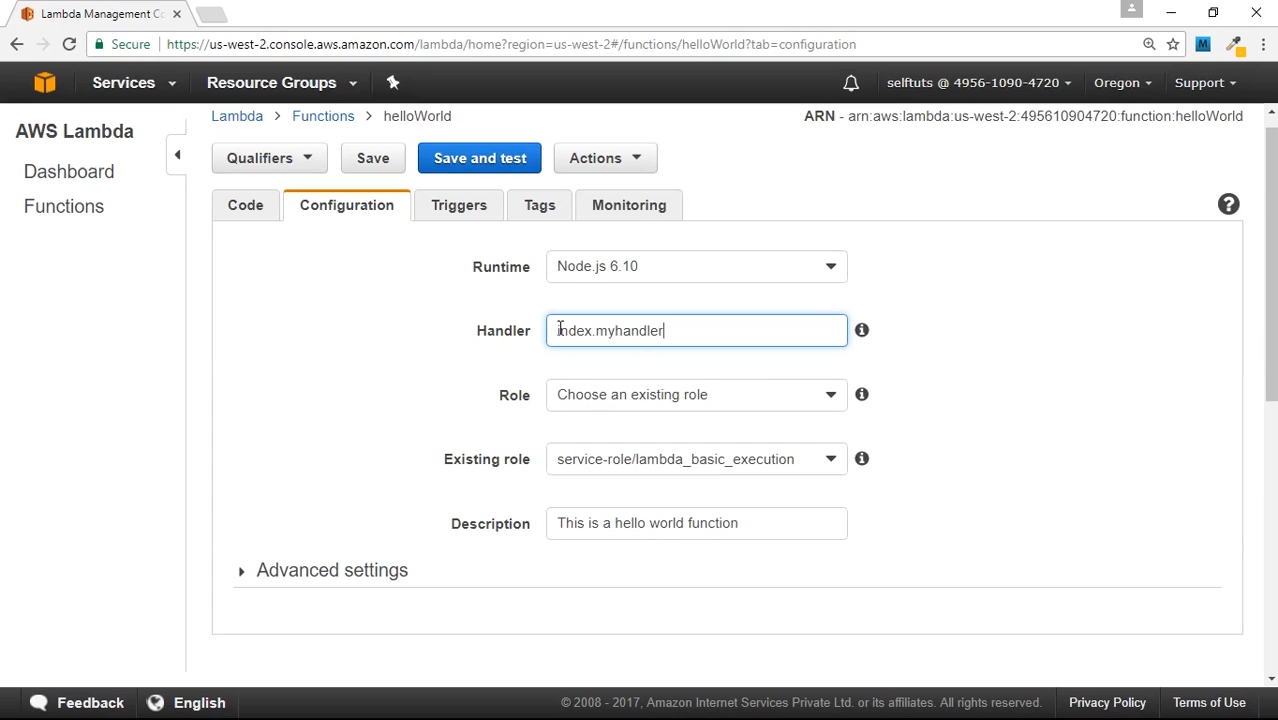 Lambda Management Co
Secure https://us-west-2.console.aws.amazon.com/lambda/home?region=us-west-2#/functions/helloWorld?tab=configuration
M
Services Resource Groups selftuts @ 4956-1090-4720 Oregon Support
AWS Lambda
Dashboard
Functions
Lambda > Functions > helloWorld
ARN - arn:aws:lambda:us-west-2:495610904720:function:helloWorld
Qualifiers Save Save and test Actions
Code Configuration Triggers Tags Monitoring
?
Runtime Node.js 6.10
Handler index.myhandler
Role Choose an existing role
Existing role service-role/lambda_basic_execution
Description This is a hello world function
Advanced settings
Feedback English © 2008 - 2017, Amazon Internet Services Private Ltd. or its affiliates. All rights reserved. Privacy Policy Terms of Use